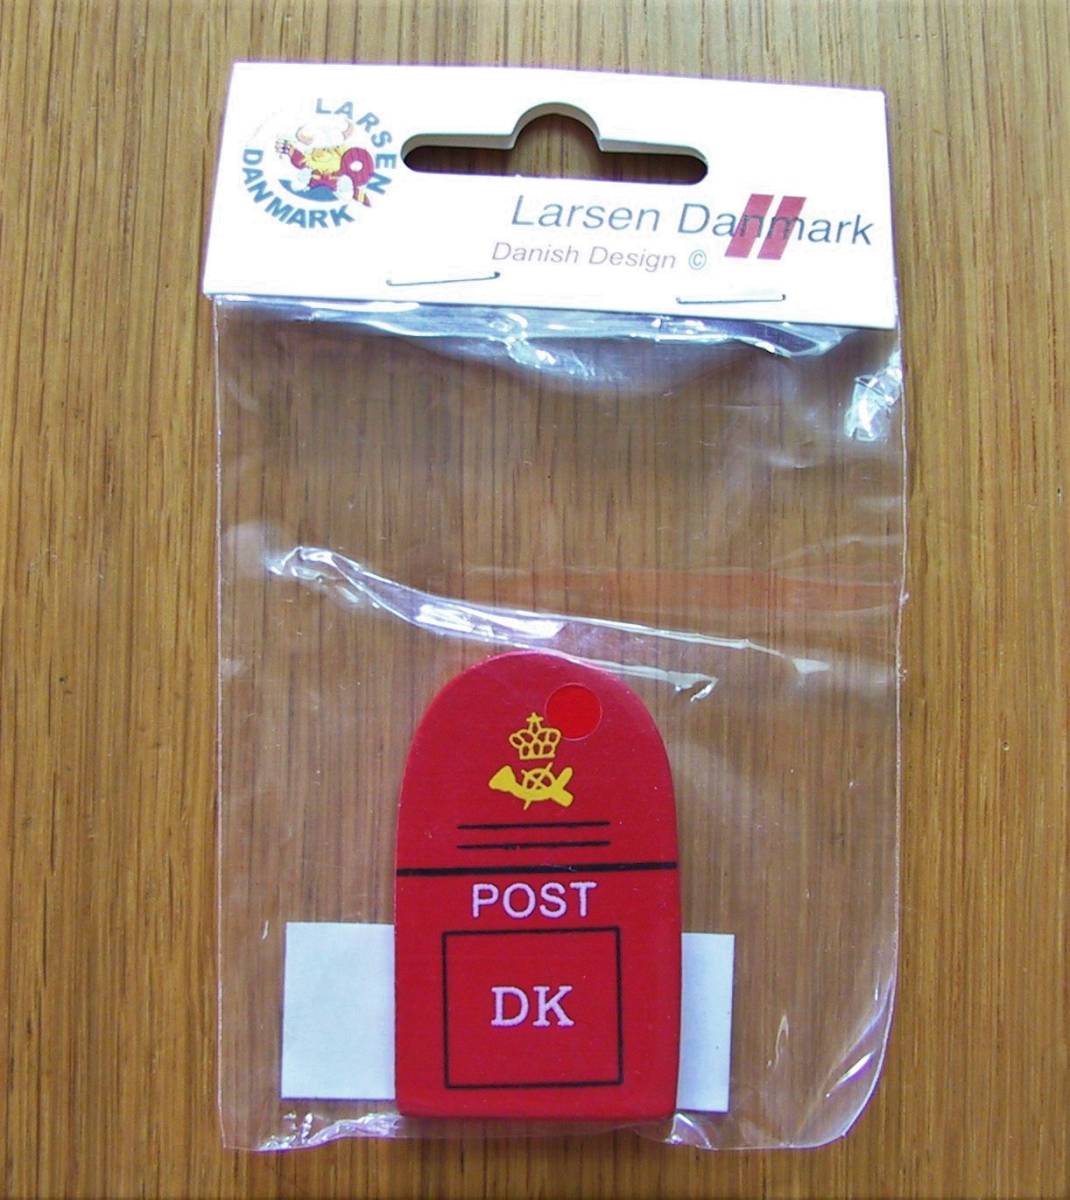 LARSEN
DANMARK
Larsen Danmark
Danish Design ©
POST
DK